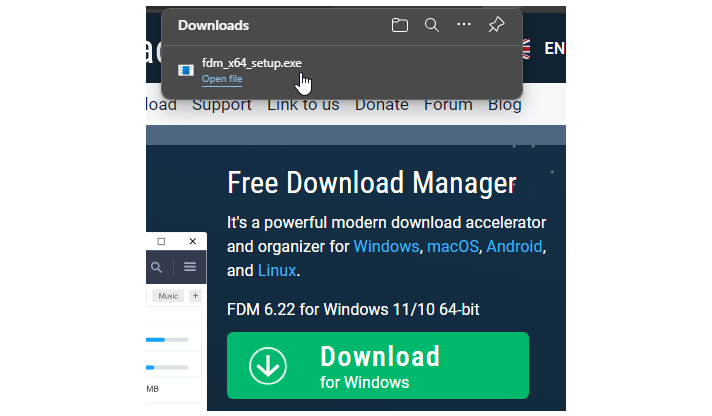 Downloads
fdm_x64_setup.exe
Open file
EN
load Support Link to us Donate Forum Blog
Free Download Manager
It's a powerful modern download accelerator
and organizer for Windows, macOS, Android,
and Linux.
Music +
FDM 6.22 for Windows 11/10 64-bit
Download
for Windows
MB